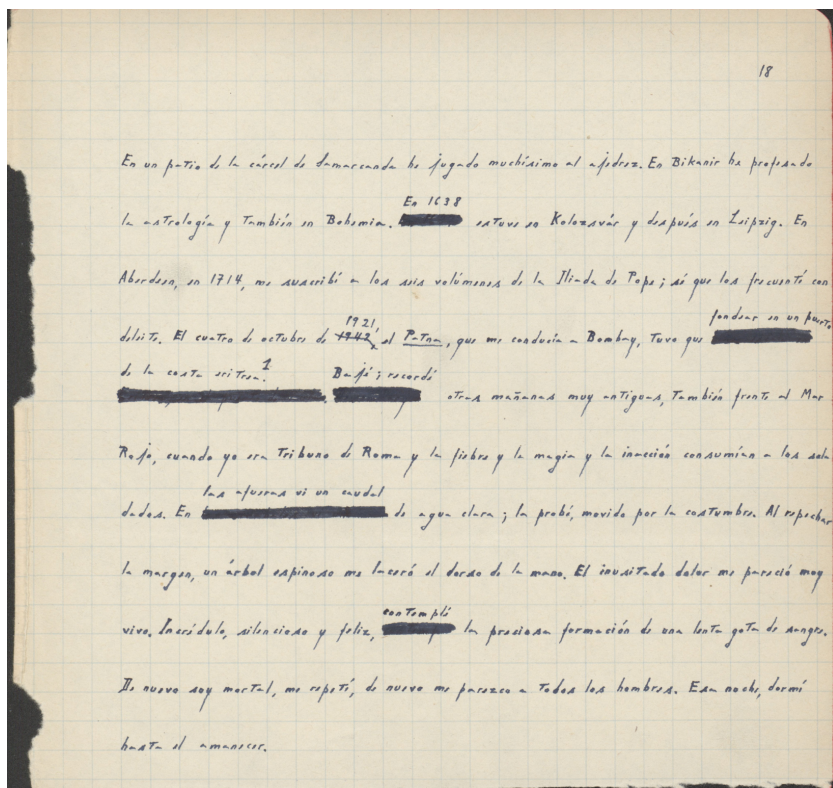 18
En un patio de la cárcel de Samarcanda he jugado muchísimo al ajedrez. En Bikanir he profesado
En 1638
la astrología y también en Bohemia. estuve en Kolozsvár y después en Leipzig. En
Aberdeen, en 1714, me suscribí a los seis volúmenes de la Ilíada de Pope; sé que los frecuenté con
1921, fondear en un puerto
deleite. El cuatro de octubre de 1942, el Patna, que me conducía a Bombay, tuvo que
de la costa eritrea.1 Bajé; recordé
otras mañanas muy antiguas, también frente al Mar
Rojo, cuando yo era tribuno de Roma y la fiebre y la magia y la inacción consumían a los sol
las afueras vi un caudal
dados. En de agua clara; la probé, movido por la costumbre. Al repechar
la margen, un árbol espinoso me laceró el dorso de la mano. El inusitado dolor me pareció muy
contemplé
vivo. Incrédulo, silencioso y feliz, la preciosa formación de una lenta gota de sangre.
De nuevo soy mortal, me repetí, de nuevo me parezco a todos los hombres. Esa noche, dormí
hasta el amanecer.